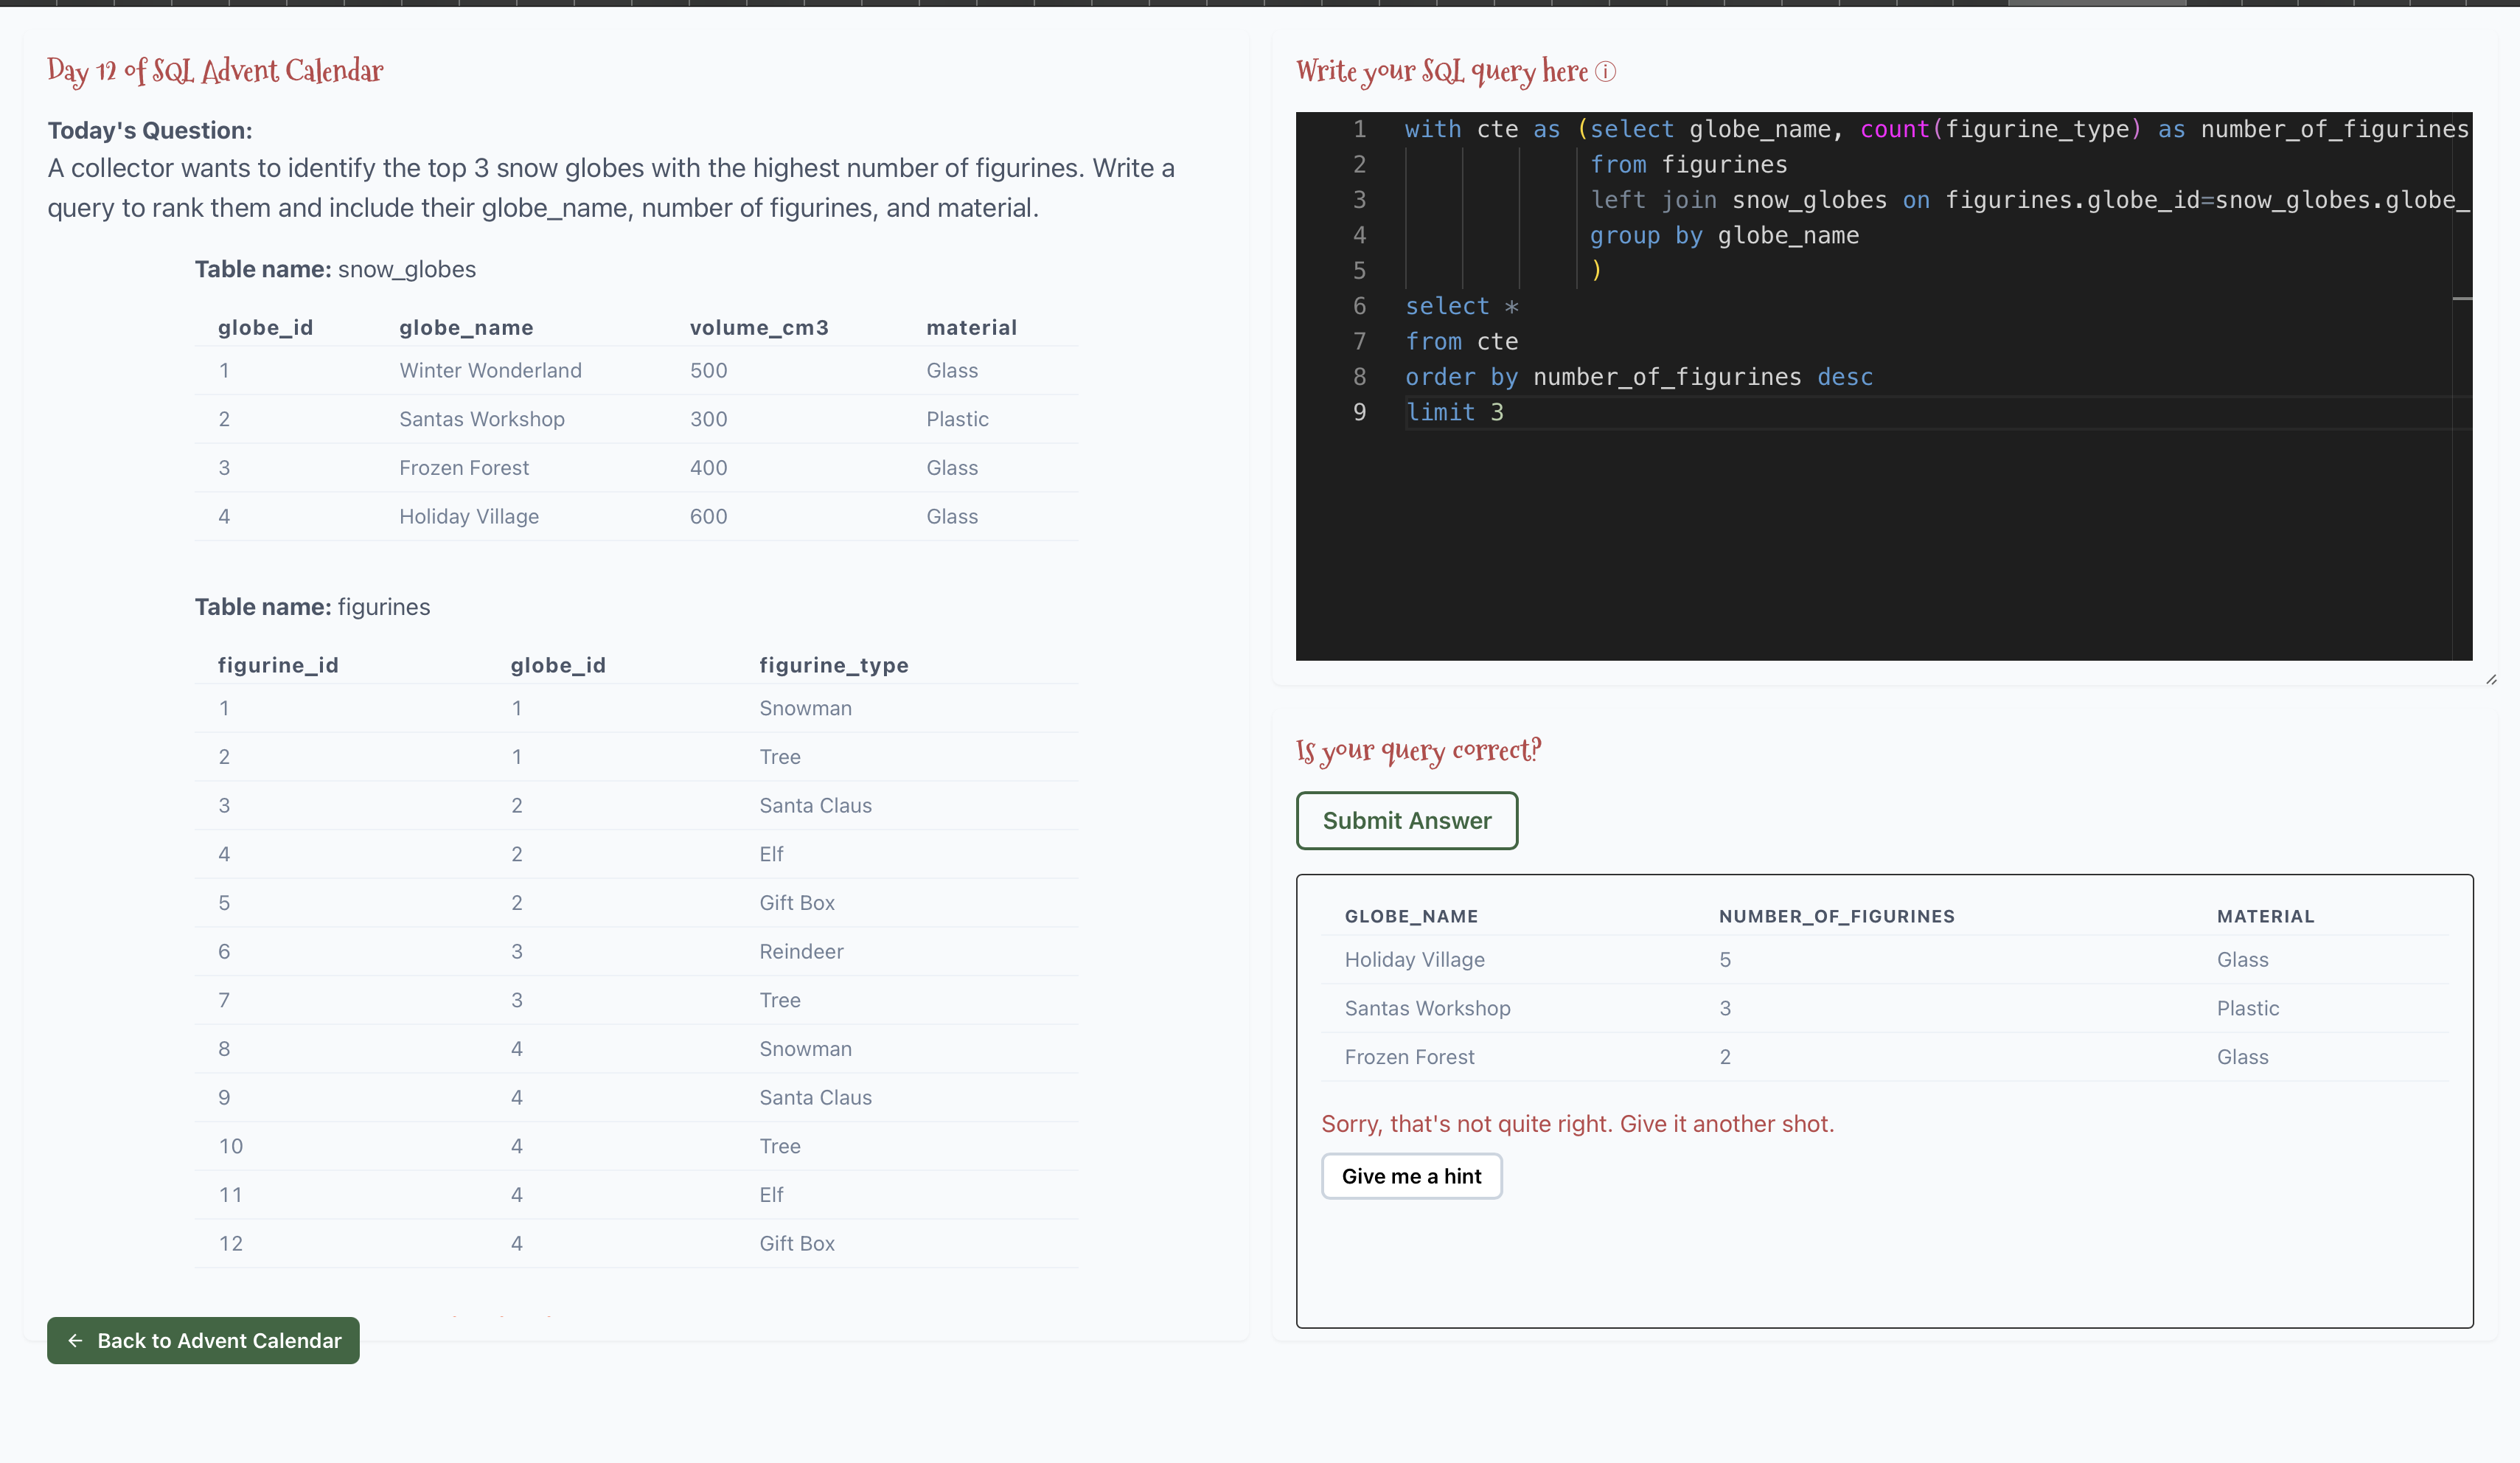 Day 12 of SQL Advent Calendar
Today's Question:
A collector wants to identify the top 3 snow globes with the highest number of figurines. Write a
query to rank them and include their globe_name, number of figurines, and material.
Table name: snow_globes
globe_id globe_name volume_cm3 material
1 Winter Wonderland 500 Glass
2 Santas Workshop 300 Plastic
3 Frozen Forest 400 Glass
4 Holiday Village 600 Glass
Table name: figurines
figurine_id globe_id figurine_type
1 1 Snowman
2 1 Tree
3 2 Santa Claus
4 2 Elf
5 2 Gift Box
6 3 Reindeer
7 3 Tree
8 4 Snowman
9 4 Santa Claus
10 4 Tree
11 4 Elf
12 4 Gift Box
← Back to Advent Calendar
Write your SQL query here ⓘ
1 with cte as (select globe_name, count(figurine_type) as number_of_figurines
2 from figurines
3 left join snow_globes on figurines.globe_id=snow_globes.globe_
4 group by globe_name
5 )
6 select *
7 from cte
8 order by number_of_figurines desc
9 limit 3
Is your query correct?
Submit Answer
GLOBE_NAME NUMBER_OF_FIGURINES MATERIAL
Holiday Village 5 Glass
Santas Workshop 3 Plastic
Frozen Forest 2 Glass
Sorry, that's not quite right. Give it another shot.
Give me a hint